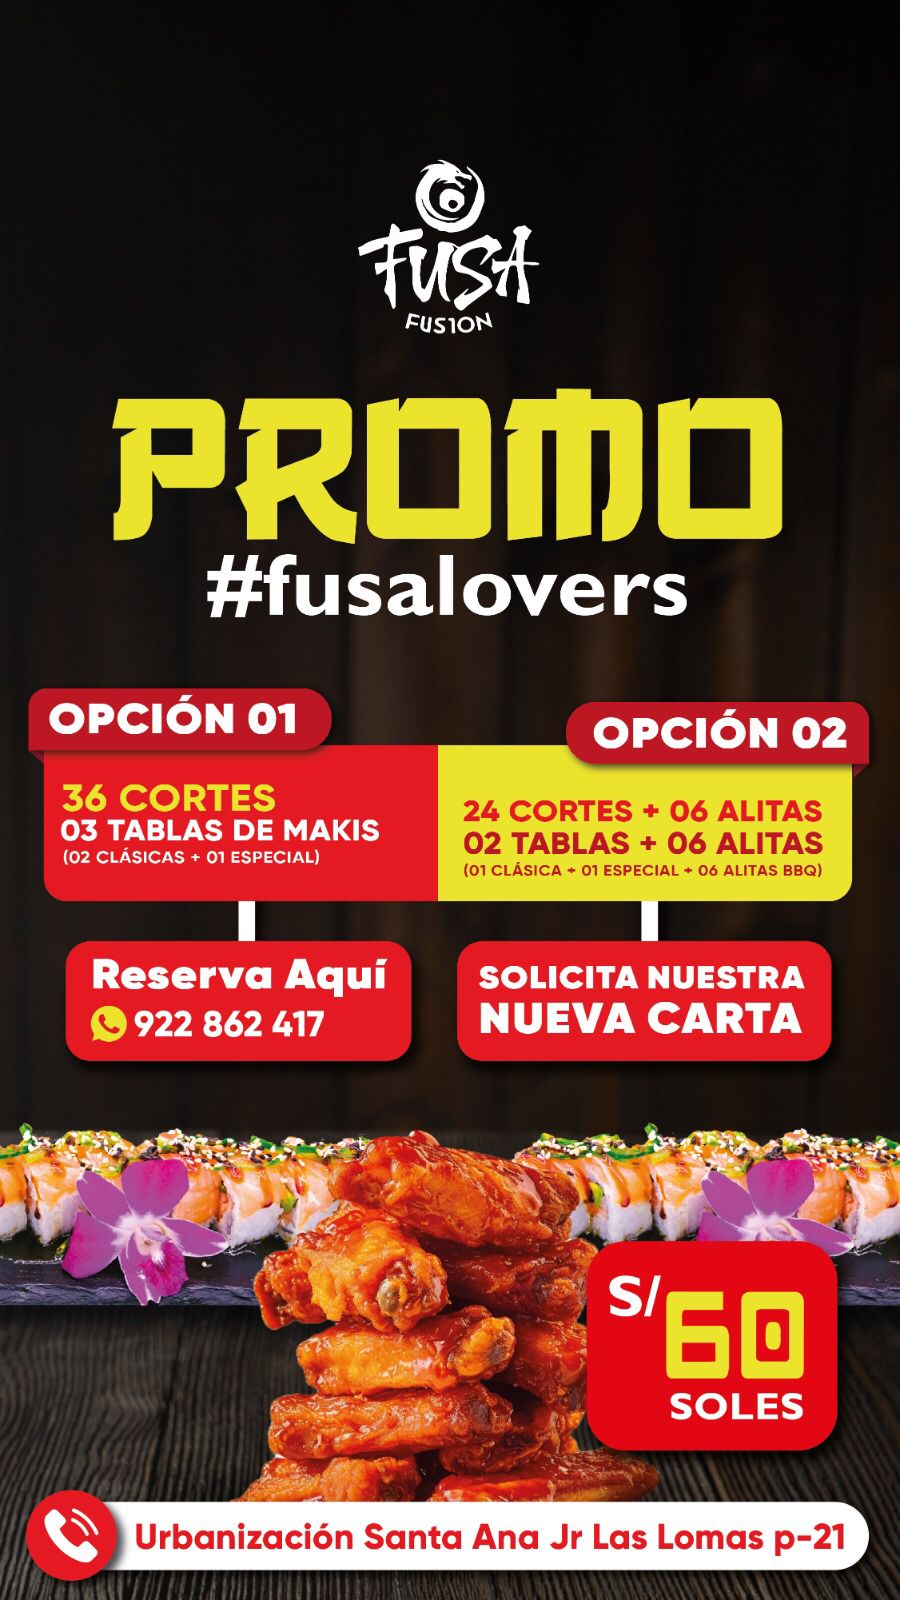 FUSA
FUS1ON
PROMO
#fusalovers
OPCIÓN 01
36 CORTES
03 TABLAS DE MAKIS
(02 CLÁSICAS + 01 ESPECIAL)
OPCIÓN 02
24 CORTES + 06 ALITAS
02 TABLAS + 06 ALITAS
(01 CLÁSICA + 01 ESPECIAL + 06 ALITAS BBQ)
Reserva Aquí
922 862 417
SOLICITA NUESTRA
NUEVA CARTA
S/60
SOLES
Urbanización Santa Ana Jr Las Lomas p-21